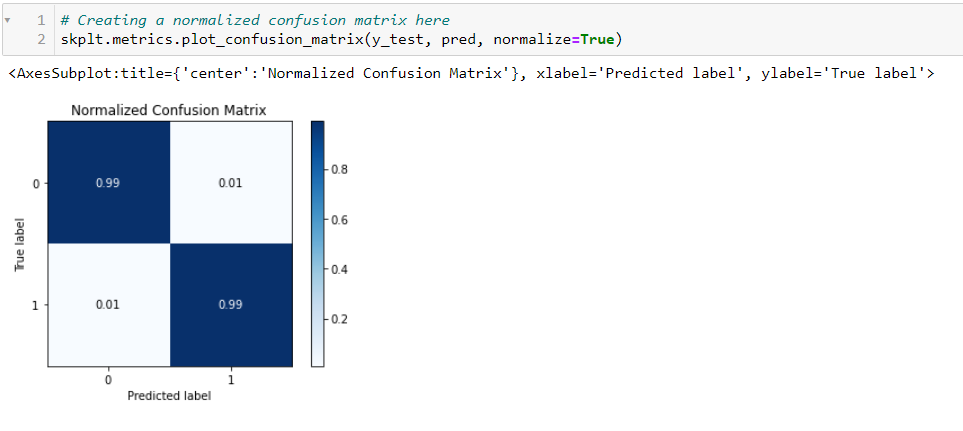 1 # Creating a normalized confusion matrix here
2 skplt.metrics.plot_confusion_matrix(y_test, pred, normalize=True)
<AxesSubplot:title={'center':'Normalized Confusion Matrix'}, xlabel='Predicted label', ylabel='True label'>
Normalized Confusion Matrix
True label
0
0.99
0.01
1
0.01
0.99
0
1
Predicted label
0.8
0.6
0.4
0.2